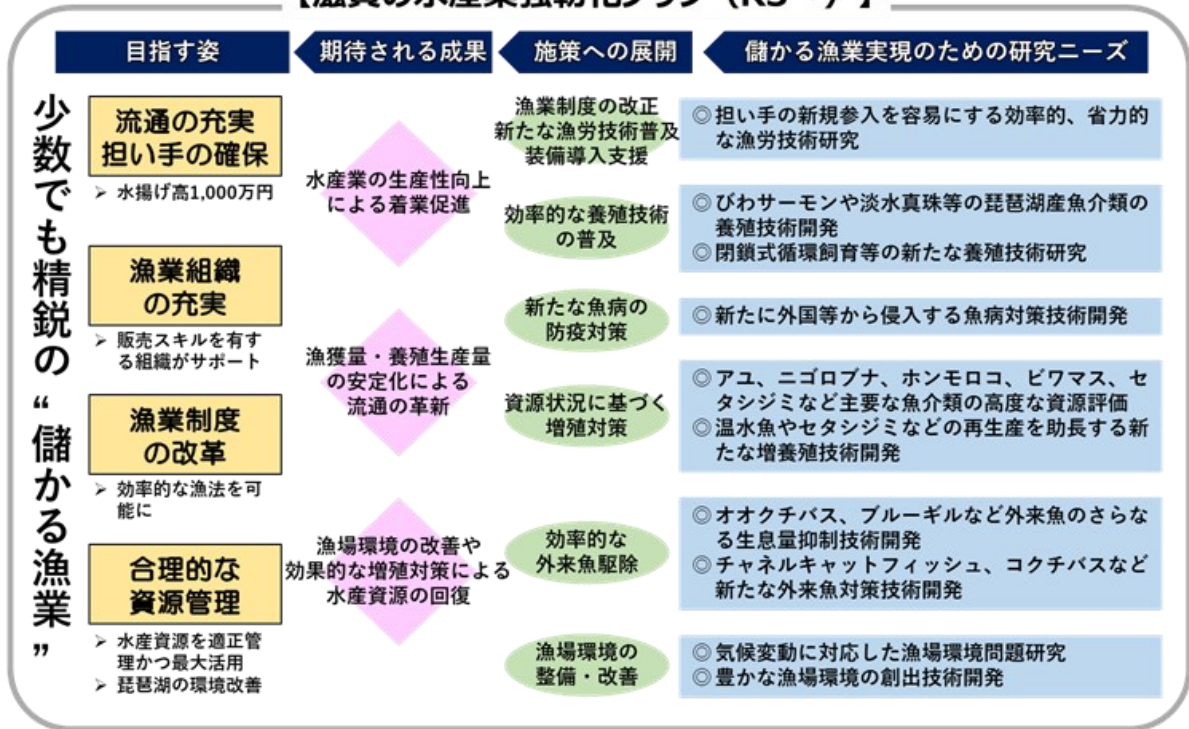 【滋賀の水産業強靭化プラン（R3～）】
目指す姿
期待される成果
施策への展開
儲かる漁業実現のための研究ニーズ
少数でも精鋭の“儲かる漁業”
流通の充実
担い手の確保
➢ 水揚げ高1,000万円
漁業組織
の充実
➢ 販売スキルを有す
る組織がサポート
漁業制度
の改革
➢ 効率的な漁法を可
能に
合理的な
資源管理
➢ 水産資源を適正管
理かつ最大活用
➢ 琵琶湖の環境改善
水産業の生産性向上
による着業促進
漁獲量・養殖生産量
の安定化による
流通の革新
漁場環境の改善や
効果的な増殖対策による
水産資源の回復
漁業制度の改正
新たな漁労技術普及
装備導入支援
効率的な養殖技術
の普及
新たな魚病の
防疫対策
資源状況に基づく
増殖対策
効率的な
外来魚駆除
漁場環境の
整備・改善
◎担い手の新規参入を容易にする効率的、省力的
な漁労技術研究
◎びわサーモンや淡水真珠等の琵琶湖産魚介類の
養殖技術開発
◎閉鎖式循環飼育等の新たな養殖技術研究
◎新たに外国等から侵入する魚病対策技術開発
◎アユ、ニゴロブナ、ホンモロコ、ビワマス、セ
タシジミなど主要な魚介類の高度な資源評価
◎温水魚やセタシジミなどの再生産を助長する新
たな増養殖技術開発
◎オオクチバス、ブルーギルなど外来魚のさらな
る生息量抑制技術開発
◎チャネルキャットフィッシュ、コクチバスなど
新たな外来魚対策技術開発
◎気候変動に対応した漁場環境問題研究
◎豊かな漁場環境の創出技術開発